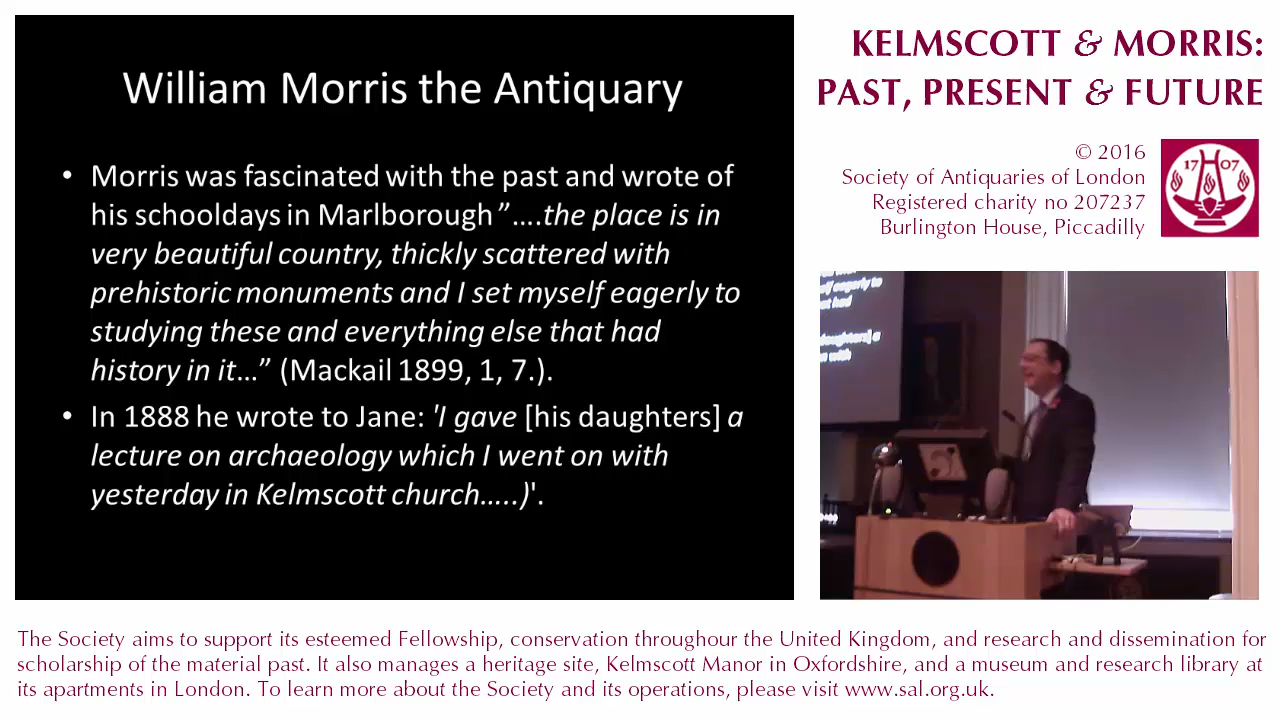 William Morris the Antiquary
• Morris was fascinated with the past and wrote of
his schooldays in Marlborough ”….the place is in
very beautiful country, thickly scattered with
prehistoric monuments and I set myself eagerly to
studying these and everything else that had
history in it…” (Mackail 1899, 1, 7.).
• In 1888 he wrote to Jane: 'I gave [his daughters] a
lecture on archaeology which I went on with
yesterday in Kelmscott church…..)'.
KELMSCOTT & MORRIS:
PAST, PRESENT & FUTURE
© 2016
Society of Antiquaries of London
Registered charity no 207237
Burlington House, Piccadilly
17 07
elf eagerly to
at had
daughters] a
with
The Society aims to support its esteemed Fellowship, conservation throughour the United Kingdom, and research and dissemination for
scholarship of the material past. It also manages a heritage site, Kelmscott Manor in Oxfordshire, and a museum and research library at
its apartments in London. To learn more about the Society and its operations, please visit www.sal.org.uk.